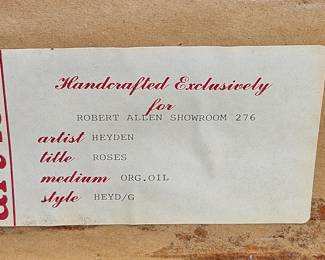 Handcrafted Exclusively
for
ROBERT ALLEN SHOWROOM 276
artist HEYDEN
title ROSES
medium ORG.OIL
style HEYD/G